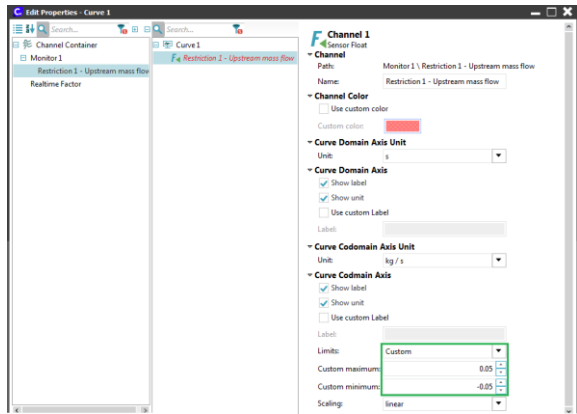 Edit Properties - Curve 1
Search...
Search...
Channel Container
Monitor 1
Restriction 1 - Upstream mass flow
Realtime Factor
Curve 1
Restriction 1 - Upstream mass flow
Channel 1
Sensor Float
Channel
Path: Monitor 1 \ Restriction 1 - Upstream mass flow
Name: Restriction 1 - Upstream mass flow
Channel Color
Use custom color
Custom color:
Curve Domain Axis Unit
Unit: s
Curve Domain Axis
Show label
Show unit
Use custom Label
Label:
Curve Codomain Axis Unit
Unit: kg / s
Curve Codmain Axis
Show label
Show unit
Use custom Label
Label:
Limits: Custom
Custom maximum: 0.05
Custom minimum: -0.05
Scaling: linear